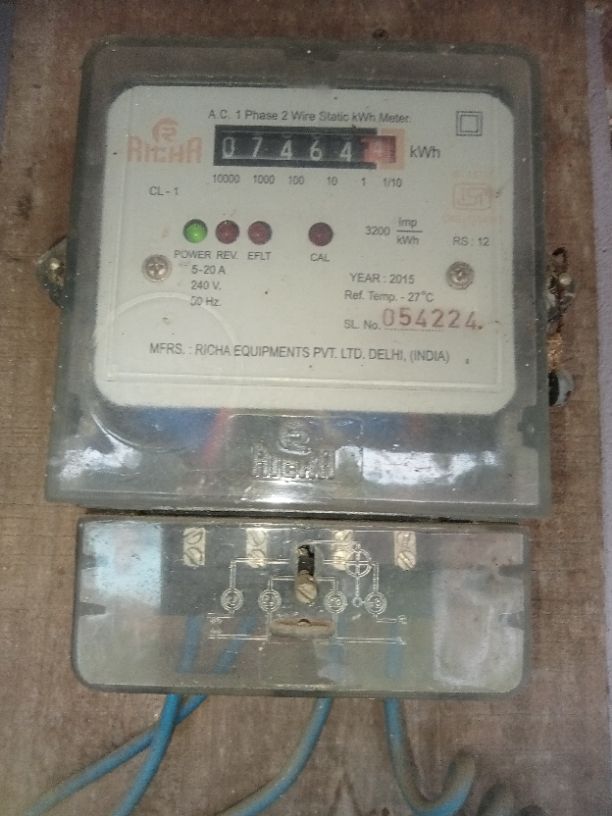 A.C. 1 Phase 2 Wire Static kWh Meter.
RICHA
07464 kWh
10000 1000 100 10 1 1/10
CL - 1
3200 Imp/kWh
RS : 12
POWER REV. EFLT CAL
5-20 A
240 V.
50 Hz.
YEAR : 2015
Ref. Temp. - 27°C
SL. No. 054224.
MFRS. : RICHA EQUIPMENTS PVT. LTD. DELHI, (INDIA)
RICHA